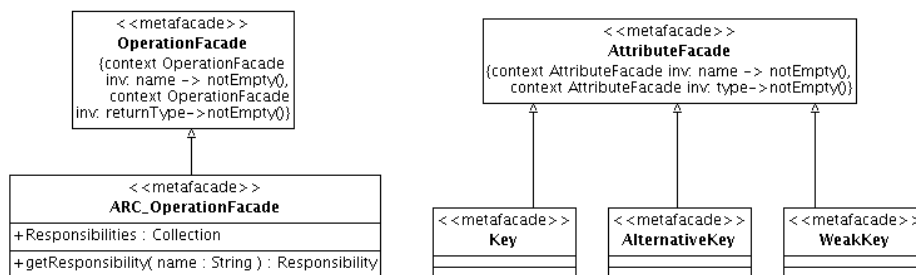 <<metafacade>>
OperationFacade
{context OperationFacade
inv: name -> notEmpty(),
context OperationFacade
inv: returnType->notEmpty()}
<<metafacade>>
ARC_OperationFacade
+Responsibilities : Collection
+getResponsibility( name : String ) : Responsibility
<<metafacade>>
AttributeFacade
{context AttributeFacade inv: name -> notEmpty(),
context AttributeFacade inv: type->notEmpty()}
<<metafacade>>
Key
<<metafacade>>
AlternativeKey
<<metafacade>>
WeakKey